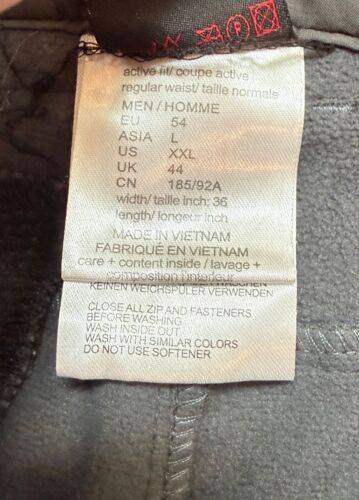 active fit/ coupe active
regular waist/ taille normale
MEN / HOMME
EU 54
ASIA L
US XXL
UK 44
CN 185/92A
width/ taille inch: 36
length/ longeur inch
MADE IN VIETNAM
FABRIQUÉ EN VIETNAM
care + content inside / lavage +
composition l'interieur
KEINEN WEICHSPÜLER VERWENDEN
CLOSE ALL ZIP AND FASTENERS
BEFORE WASHING
WASH INSIDE OUT
WASH WITH SIMILAR COLORS
DO NOT USE SOFTENER